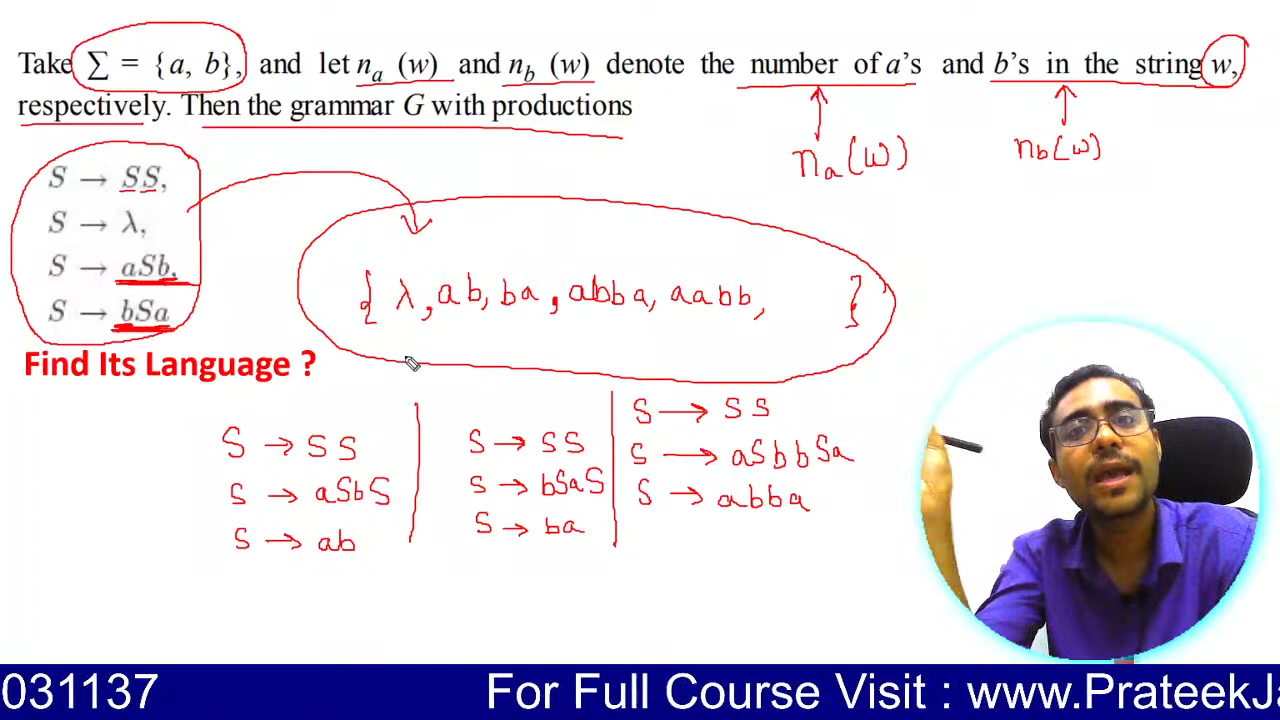 Take ∑ = {a, b}, and let nₐ (w) and n_b (w) denote the number of a's and b's in the string w,
respectively. Then the grammar G with productions
nₐ(w)
n_b(w)
S → SS,
S → λ,
S → aSb,
S → bSa
{ λ, ab, ba, abba, aabb, }
Find Its Language ?
S → SS
S → aSbS
S → ab
S → SS
S → bSaS
S → ba
S → SS
S → aSbbSa
S → abba
031137 For Full Course Visit : www.PrateekJa